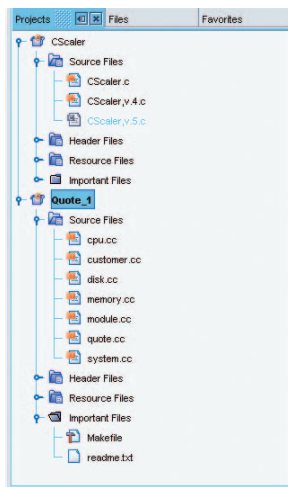 Projects Files Favorites
CScaler
Source Files
CScaler.c
CScaler,v.4.c
CScaler,v.5.c
Header Files
Resource Files
Important Files
Quote_1
Source Files
cpu.cc
customer.cc
disk.cc
memory.cc
module.cc
quote.cc
system.cc
Header Files
Resource Files
Important Files
Makefile
readme.txt